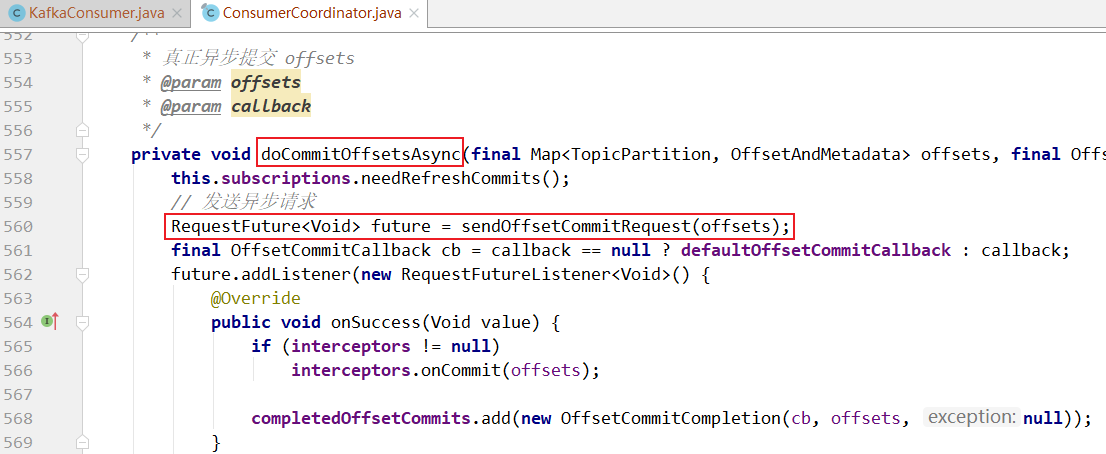 KafkaConsumer.java × ConsumerCoordinator.java ×
552 /**
553 * 真正异步提交 offsets
554 * @param offsets
555 * @param callback
556 */
557 private void doCommitOffsetsAsync(final Map<TopicPartition, OffsetAndMetadata> offsets, final Offs
558 this.subscriptions.needRefreshCommits();
559 // 发送异步请求
560 RequestFuture<Void> future = sendOffsetCommitRequest(offsets);
561 final OffsetCommitCallback cb = callback == null ? defaultOffsetCommitCallback : callback;
562 future.addListener(new RequestFutureListener<Void>() {
563 @Override
564 public void onSuccess(Void value) {
565 if (interceptors != null)
566 interceptors.onCommit(offsets);
567
568 completedOffsetCommits.add(new OffsetCommitCompletion(cb, offsets, exception: null));
569 }